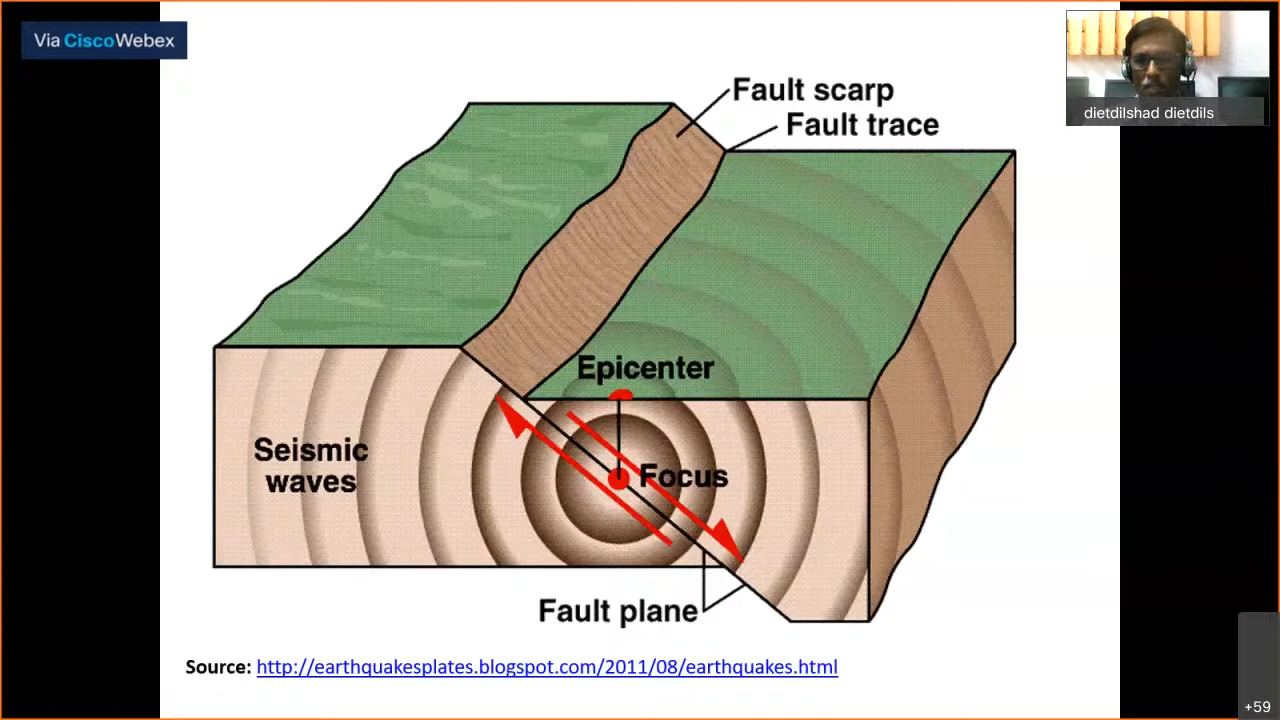 Via CiscoWebex
dietdilshad dietdils
Fault scarp
Fault trace
Epicenter
Seismic
waves
Focus
Fault plane
Source: http://earthquakesplates.blogspot.com/2011/08/earthquakes.html
+59